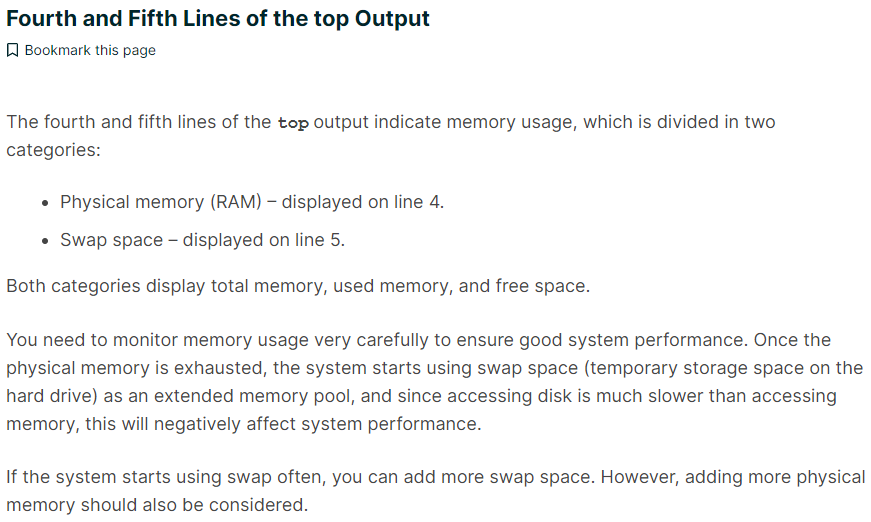 Fourth and Fifth Lines of the top Output
Bookmark this page
The fourth and fifth lines of the top output indicate memory usage, which is divided in two
categories:
• Physical memory (RAM) – displayed on line 4.
• Swap space – displayed on line 5.
Both categories display total memory, used memory, and free space.
You need to monitor memory usage very carefully to ensure good system performance. Once the
physical memory is exhausted, the system starts using swap space (temporary storage space on the
hard drive) as an extended memory pool, and since accessing disk is much slower than accessing
memory, this will negatively affect system performance.
If the system starts using swap often, you can add more swap space. However, adding more physical
memory should also be considered.